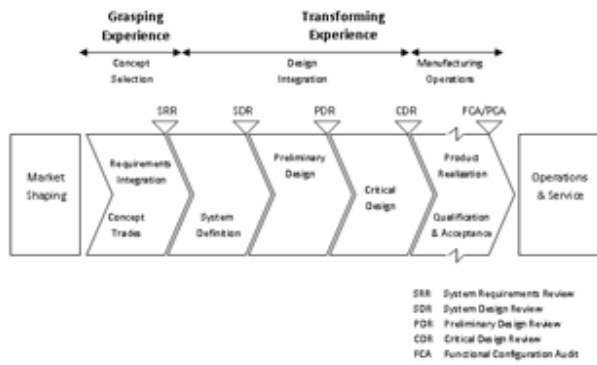 Grasping
Experience
Transforming
Experience
Concept
Selection
Design
Integration
Manufacturing
Operations
SRR
SDR
PDR
CDR
FCA/PCA
Market
Shaping
Requirements
Integration
Concept
Trades
System
Definition
Preliminary
Design
Critical
Design
Product
Realization
Qualification
& Acceptance
Operations
& Service
SRR System Requirements Review
SDR System Design Review
PDR Preliminary Design Review
CDR Critical Design Review
FCA Functional Configuration Audit